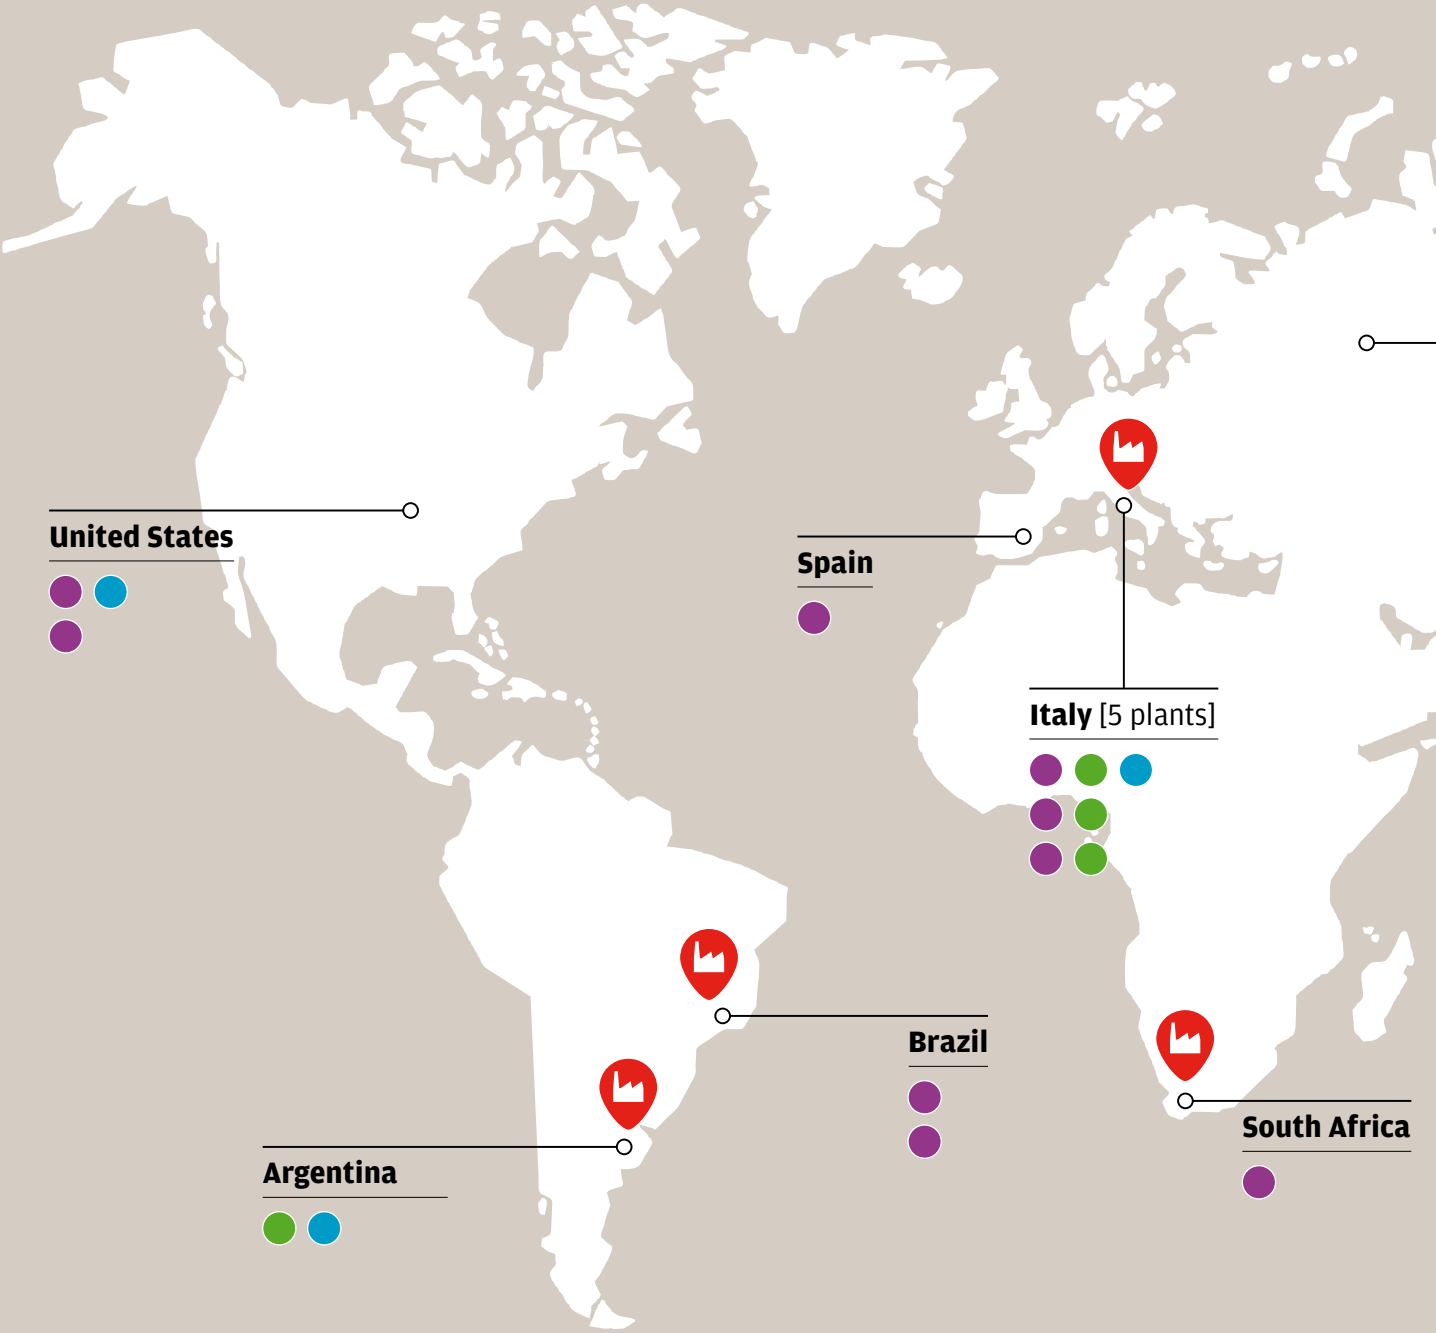 United States
Spain
Italy [5 plants]
Brazil
South Africa
Argentina